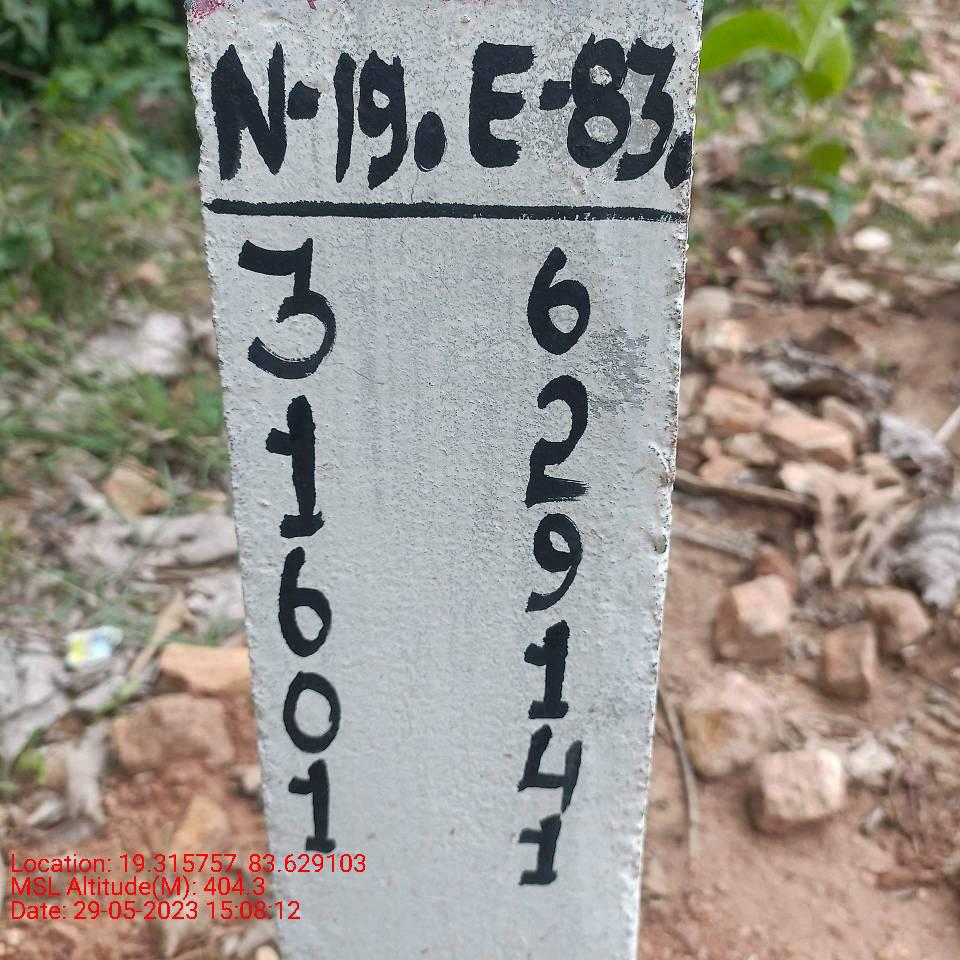 N-19. E-83.
3 6
1 2
6 9
0 1
1 4
1
Location: 19.315757 83.629103
MSL Altitude(M): 404.3
Date: 29-05-2023 15:08:12